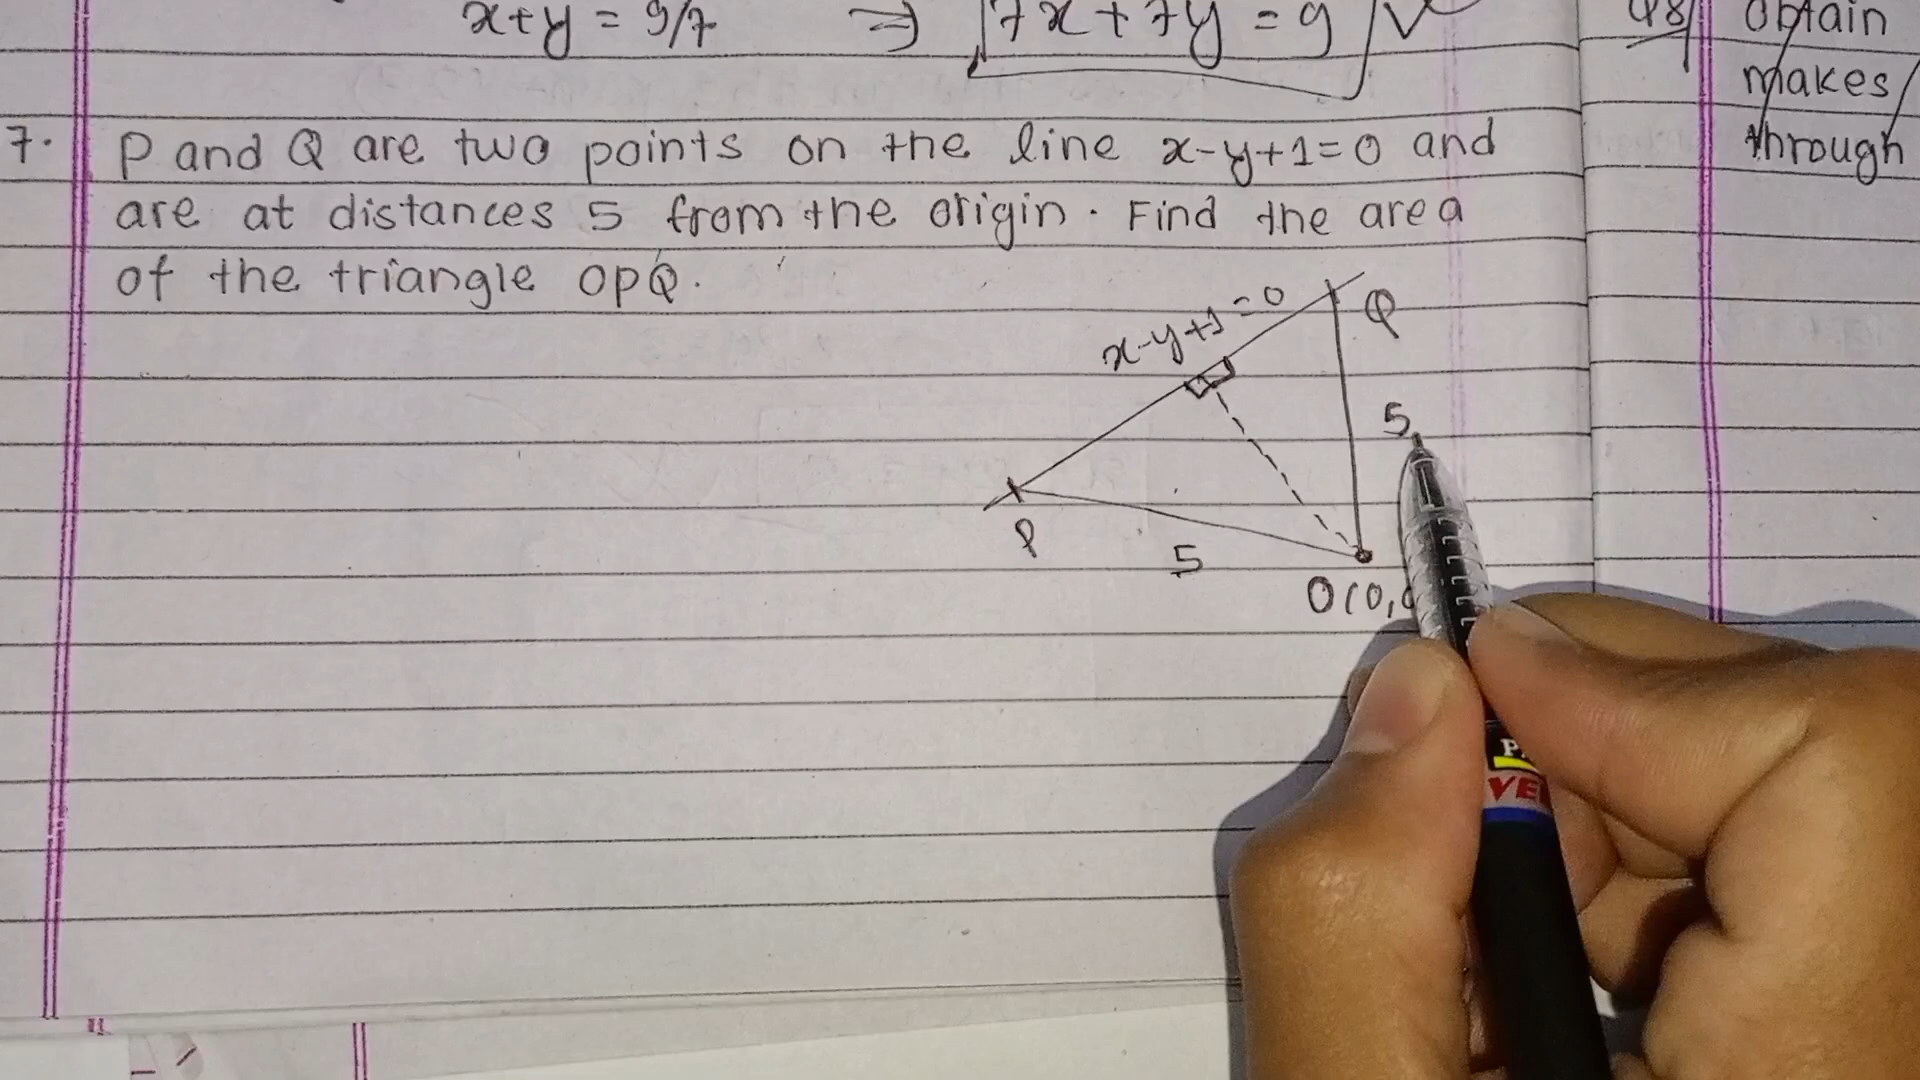 x+y = 9/7 ⇒ 7x+7y = 9
Q8 Obtain
makes
through
7. P and Q are two points on the line x-y+1=0 and
are at distances 5 from the origin. Find the area
of the triangle OPQ.
x-y+1=0
Q
5
P
5
O(0,